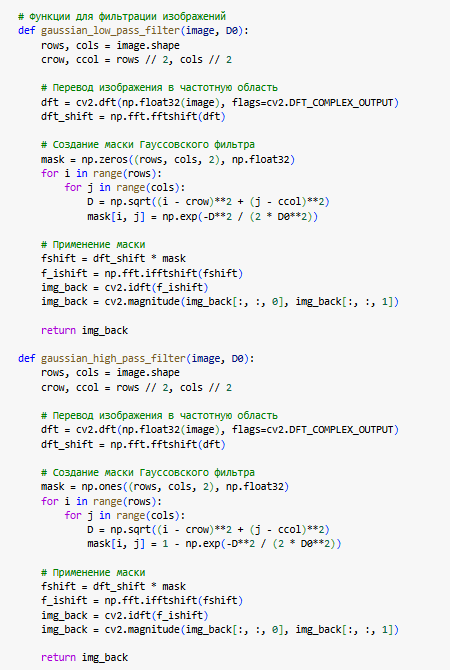 # Функции для фильтрации изображений
def gaussian_low_pass_filter(image, D0):
    rows, cols = image.shape
    crow, ccol = rows // 2, cols // 2

    # Перевод изображения в частотную область
    dft = cv2.dft(np.float32(image), flags=cv2.DFT_COMPLEX_OUTPUT)
    dft_shift = np.fft.fftshift(dft)

    # Создание маски Гауссовского фильтра
    mask = np.zeros((rows, cols, 2), np.float32)
    for i in range(rows):
        for j in range(cols):
            D = np.sqrt((i - crow)**2 + (j - ccol)**2)
            mask[i, j] = np.exp(-D**2 / (2 * D0**2))

    # Применение маски
    fshift = dft_shift * mask
    f_ishift = np.fft.ifftshift(fshift)
    img_back = cv2.idft(f_ishift)
    img_back = cv2.magnitude(img_back[:, :, 0], img_back[:, :, 1])

    return img_back

def gaussian_high_pass_filter(image, D0):
    rows, cols = image.shape
    crow, ccol = rows // 2, cols // 2

    # Перевод изображения в частотную область
    dft = cv2.dft(np.float32(image), flags=cv2.DFT_COMPLEX_OUTPUT)
    dft_shift = np.fft.fftshift(dft)

    # Создание маски Гауссовского фильтра
    mask = np.ones((rows, cols, 2), np.float32)
    for i in range(rows):
        for j in range(cols):
            D = np.sqrt((i - crow)**2 + (j - ccol)**2)
            mask[i, j] = 1 - np.exp(-D**2 / (2 * D0**2))

    # Применение маски
    fshift = dft_shift * mask
    f_ishift = np.fft.ifftshift(fshift)
    img_back = cv2.idft(f_ishift)
    img_back = cv2.magnitude(img_back[:, :, 0], img_back[:, :, 1])

    return img_back